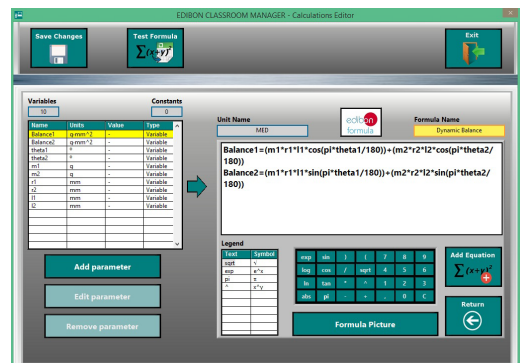 EDIBON CLASSROOM MANAGER - Calculations Editor
Save Changes
Test Formula
∑(x+y)²
Exit
Variables
10
Constants
0
Name Units Value Type
Balance1 g·mm^2 - Variable
Balance2 g·mm^2 - Variable
theta1 º - Variable
theta2 º - Variable
m1 g - Variable
m2 g - Variable
r1 mm - Variable
r2 mm - Variable
l1 mm - Variable
l2 mm - Variable
Add parameter
Edit parameter
Remove parameter
Unit Name
MED
edibon
formula
Formula Name
Dynamic Balance
Balance1=(m1*r1*l1*cos(pi*theta1/180))+(m2*r2*l2*cos(pi*theta2/
180))
Balance2=(m1*r1*l1*sin(pi*theta1/180))+(m2*r2*l2*sin(pi*theta2/
180))
Legend
Text Symbol
sqrt √
exp e^x
pi π
^ x^y
exp sin ) ( 7 8 9
log cos / sqrt 4 5 6
ln tan * ^ 1 2 3
abs pi - + . 0 C
Formula Picture
Add Equation
∑(x+y)²
Return